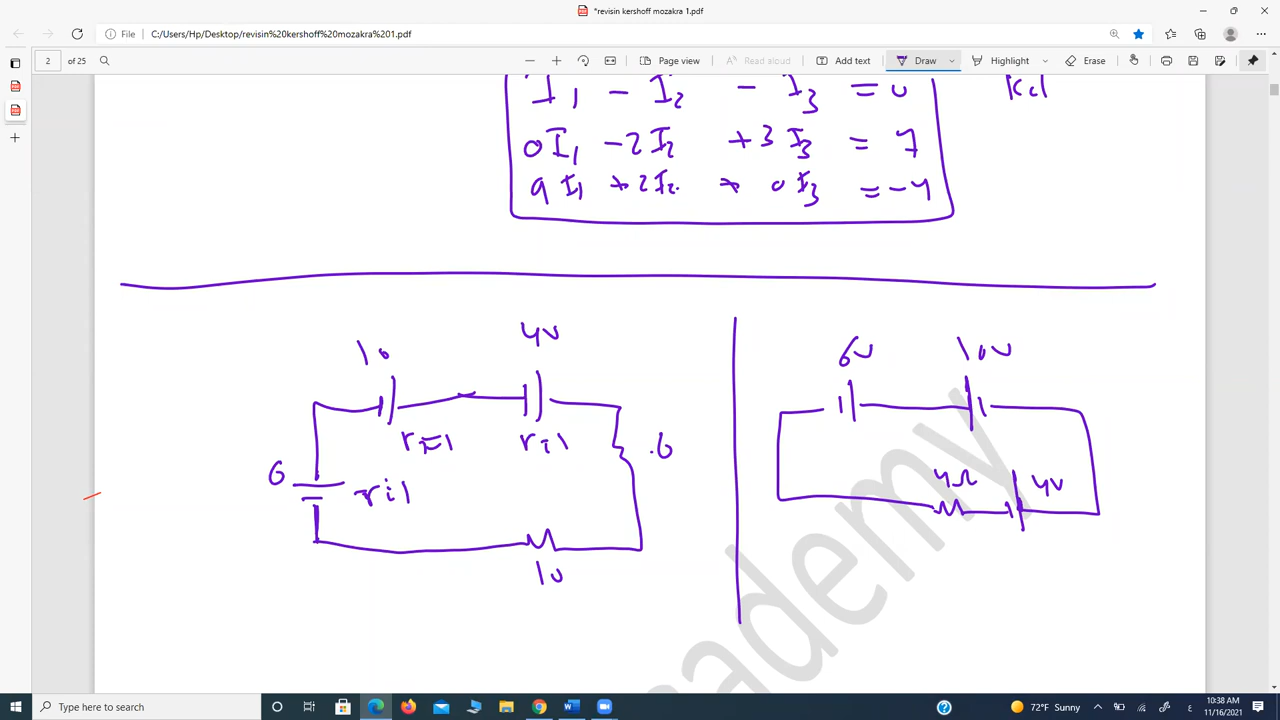 *revisin kershoff mozakra 1.pdf
File C:/Users/Hp/Desktop/revisin%20kershoff%20mozakra%201.pdf
2 of 25 Page view Read aloud Add text Draw Highlight Erase
I1 - I2 - I3 = 0 Kcl
0I1 -2I2 +3I3 = 7
9I1 +2I2 + 0I3 = -4
10 4v
r=1 r=1 .6
6 ri1
10
6v 10v
4Ω 4v
ademy
Type here to search
72°F Sunny
10:38 AM
11/16/2021